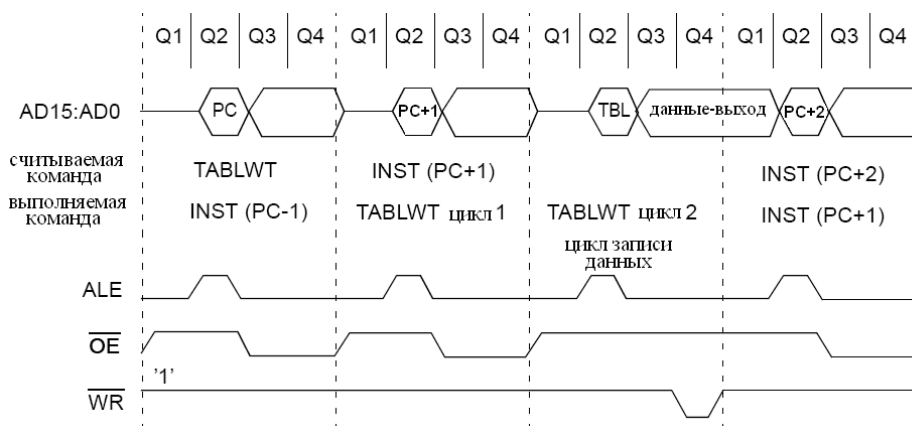 Q1 Q2 Q3 Q4 Q1 Q2 Q3 Q4 Q1 Q2 Q3 Q4 Q1 Q2 Q3 Q4
AD15:AD0 PC PC+1 TBL данные-выход PC+2
считываемая
команда
TABLWT INST (PC+1) INST (PC+2)
выполняемая
команда
INST (PC-1) TABLWT цикл 1 TABLWT цикл 2 INST (PC+1)
цикл записи
данных
ALE
OE
'1'
WR